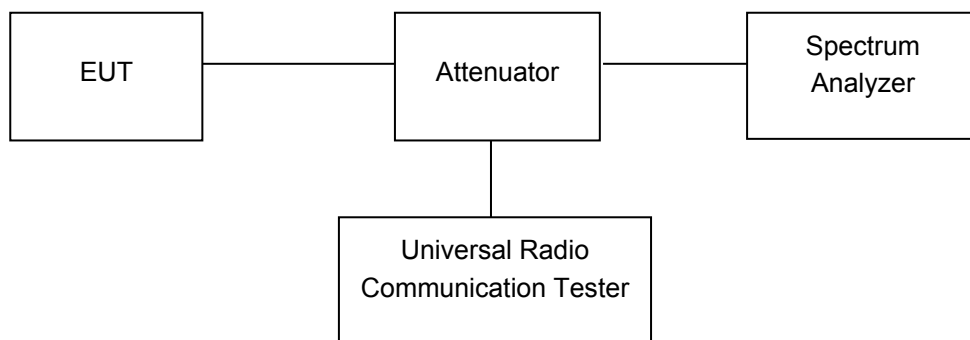 EUT
Attenuator
Spectrum
Analyzer
Universal Radio
Communication Tester